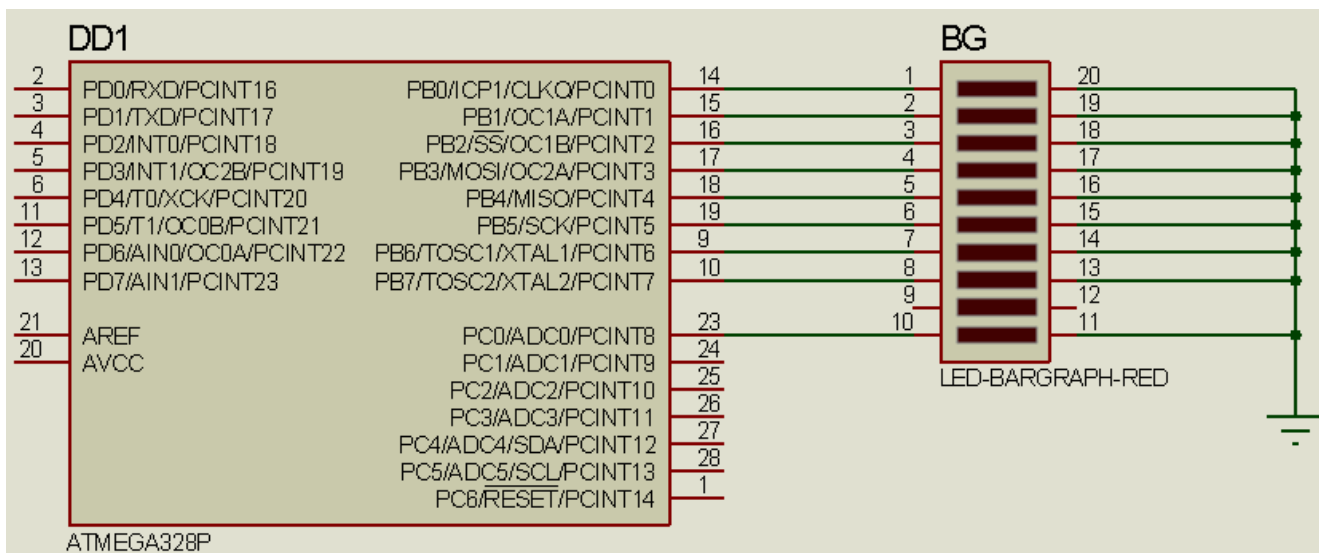 DD1 BG
2 PD0/RXD/PCINT16 PB0/ICP1/CLKO/PCINT0 14 1 20
3 PD1/TXD/PCINT17 PB1/OC1A/PCINT1 15 2 19
4 PD2/INT0/PCINT18 PB2/SS/OC1B/PCINT2 16 3 18
5 PD3/INT1/OC2B/PCINT19 PB3/MOSI/OC2A/PCINT3 17 4 17
6 PD4/T0/XCK/PCINT20 PB4/MISO/PCINT4 18 5 16
11 PD5/T1/OC0B/PCINT21 PB5/SCK/PCINT5 19 6 15
12 PD6/AIN0/OC0A/PCINT22 PB6/TOSC1/XTAL1/PCINT6 9 7 14
13 PD7/AIN1/PCINT23 PB7/TOSC2/XTAL2/PCINT7 10 8 13
9 12
21 AREF PC0/ADC0/PCINT8 23 10 11
20 AVCC PC1/ADC1/PCINT9 24
PC2/ADC2/PCINT10 25 LED-BARGRAPH-RED
PC3/ADC3/PCINT11 26
PC4/ADC4/SDA/PCINT12 27
PC5/ADC5/SCL/PCINT13 28
PC6/RESET/PCINT14 1
ATMEGA328P